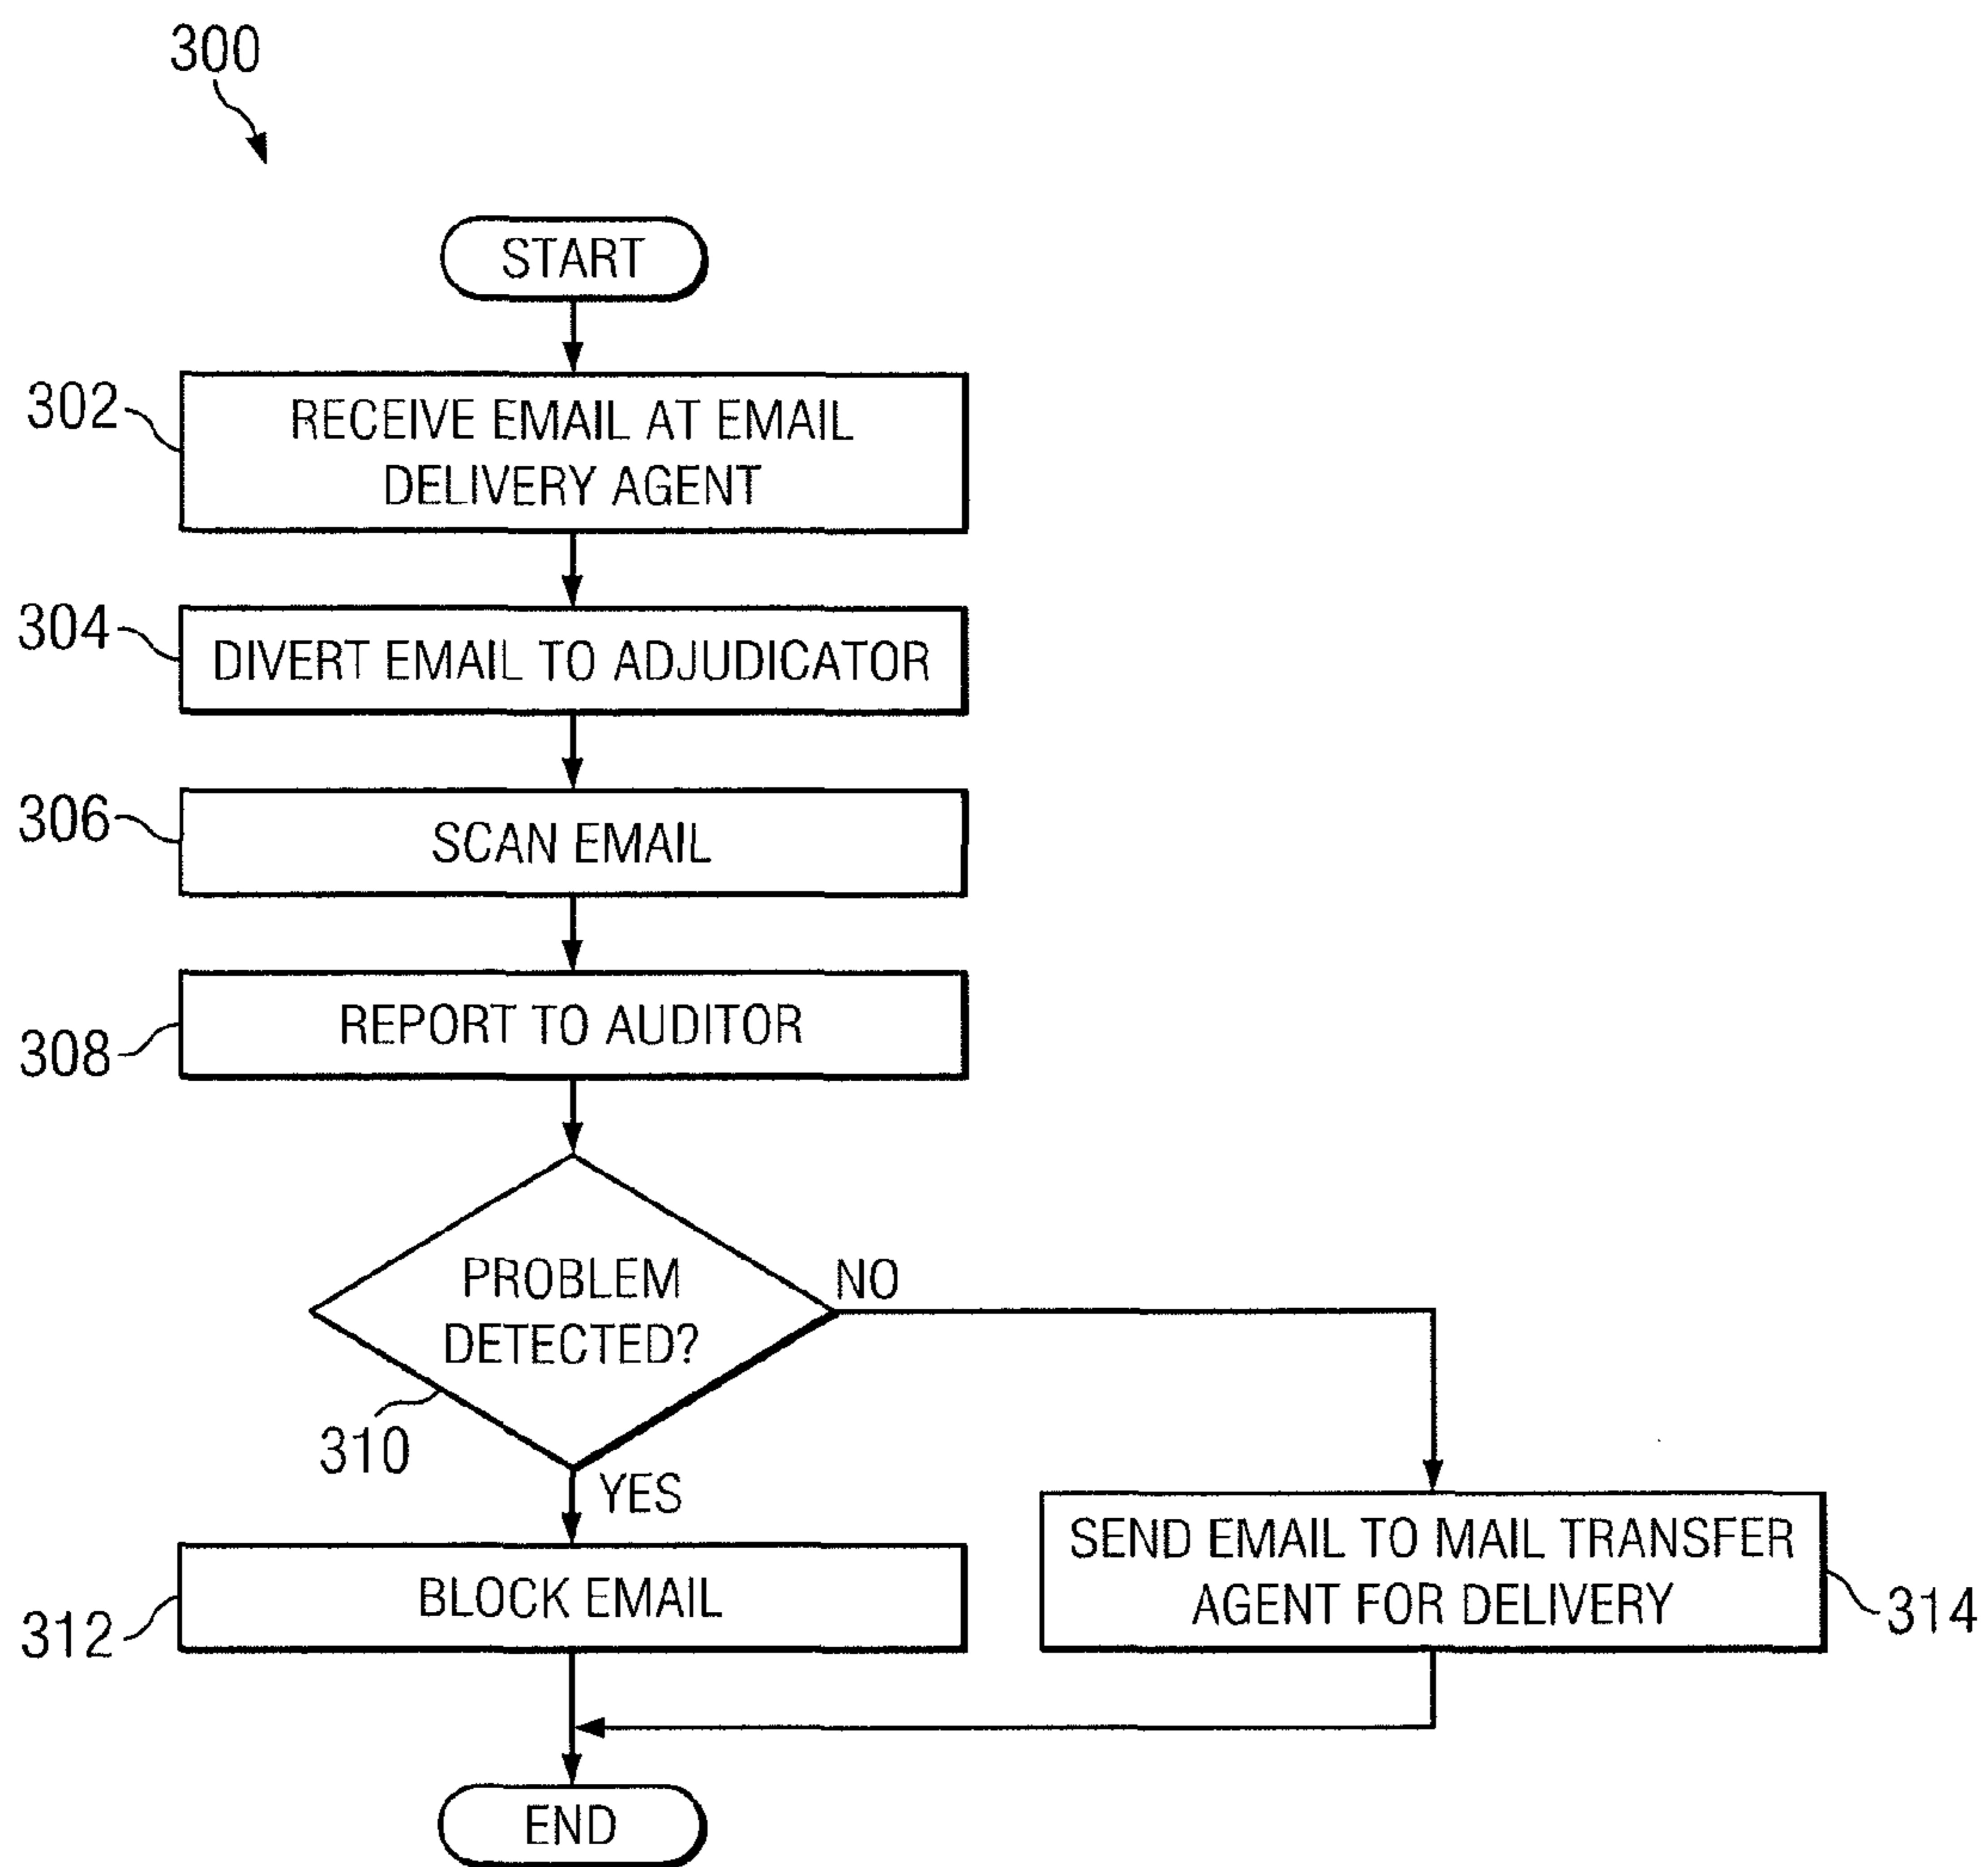 300
START
302
RECEIVE EMAIL AT EMAIL
DELIVERY AGENT
304
DIVERT EMAIL TO ADJUDICATOR
306
SCAN EMAIL
REPORT TO AUDITOR
308
PROBLEM
DETECTED?
NO
310
YES
BLOCK EMAIL
312
SEND EMAIL TO MAIL TRANSFER
AGENT FOR DELIVERY
314
END